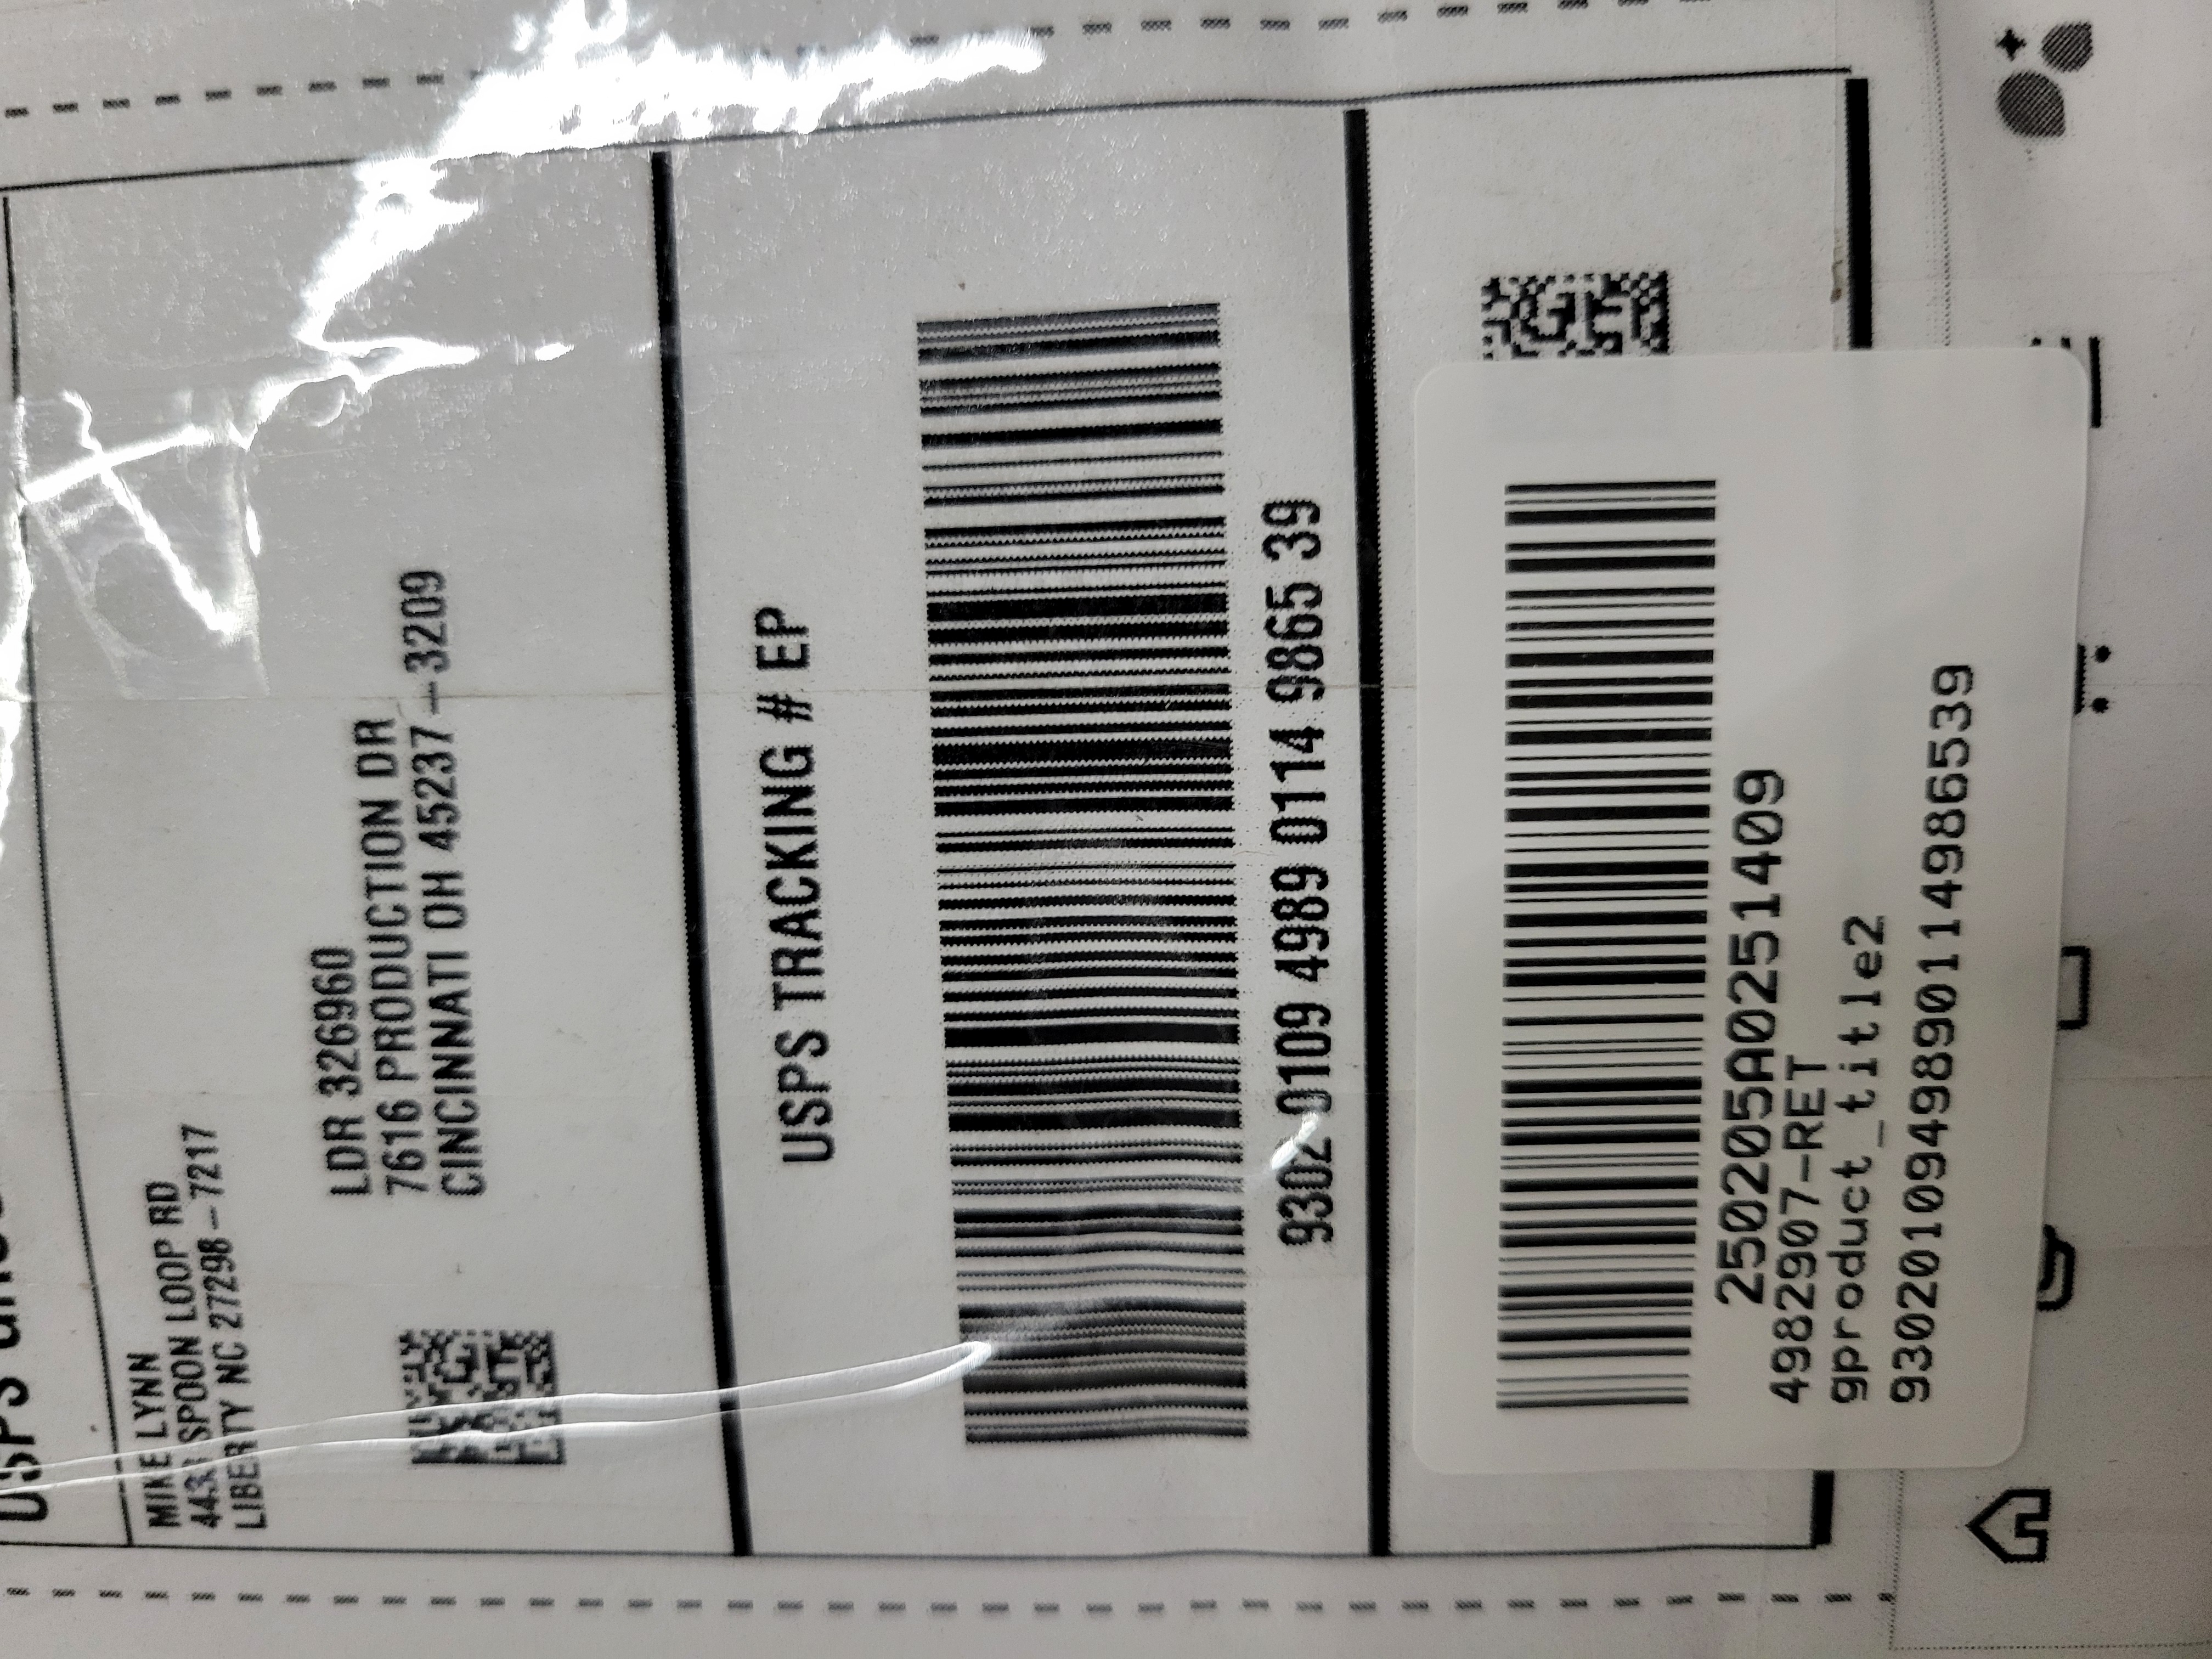 USPS
MIKE LYNN
SPOON LOOP RD
LIBERTY NC 27298-7217
LDR 326960
7616 PRODUCTION DR
CINCINNATI OH 45237-3209
USPS TRACKING # EP
9302 0109 4989 0114 9865 39
250205A0251409
4982907-RET
gproduct_title2
9302010949890114986539